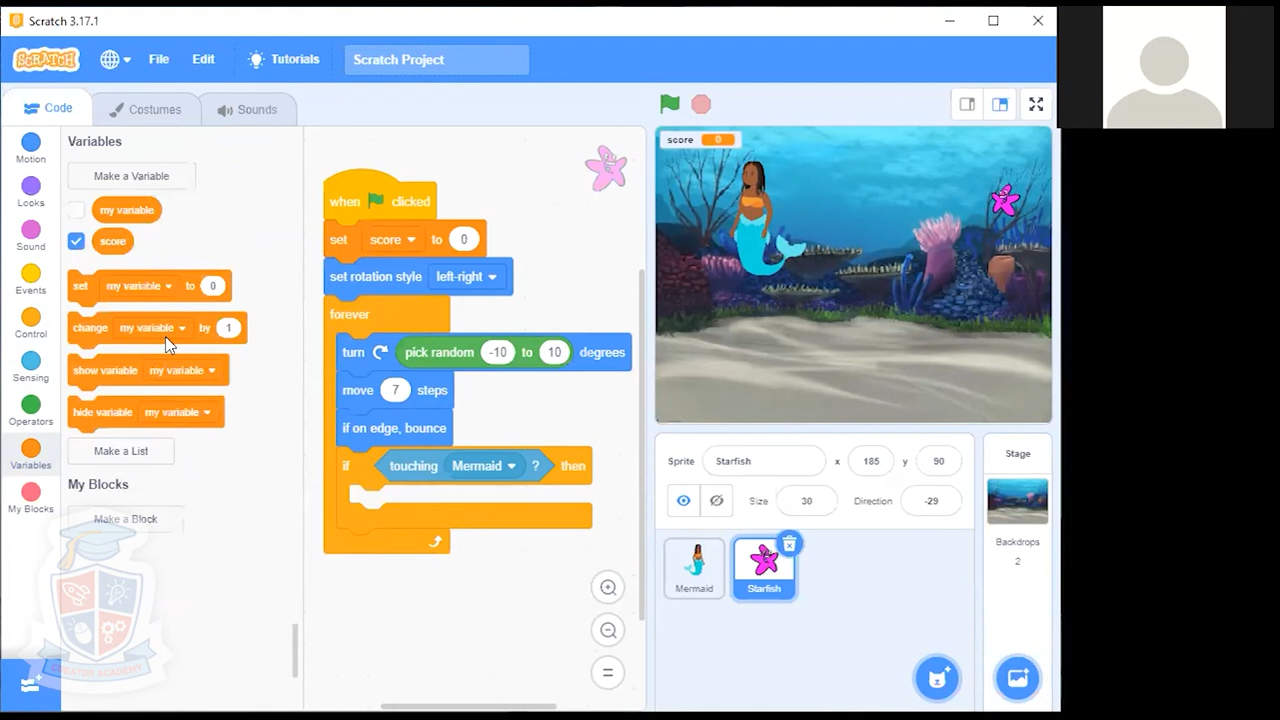 Scratch 3.17.1
SCRATCH
File
Edit
Tutorials
Scratch Project
Code
Costumes
Sounds
Motion
Looks
Sound
Events
Control
Sensing
Operators
Variables
My Blocks
Variables
Make a Variable
my variable
score
set my variable to 0
change my variable by 1
show variable my variable
hide variable my variable
Make a List
My Blocks
Make a Block
CREATOR ACADEMY
when clicked
set score to 0
set rotation style left-right
forever
turn pick random -10 to 10 degrees
move 7 steps
if on edge, bounce
if touching Mermaid ? then
score 0
Sprite Starfish x 185 y 90
Size 30 Direction -29
Mermaid
Starfish
Stage
Backdrops
2